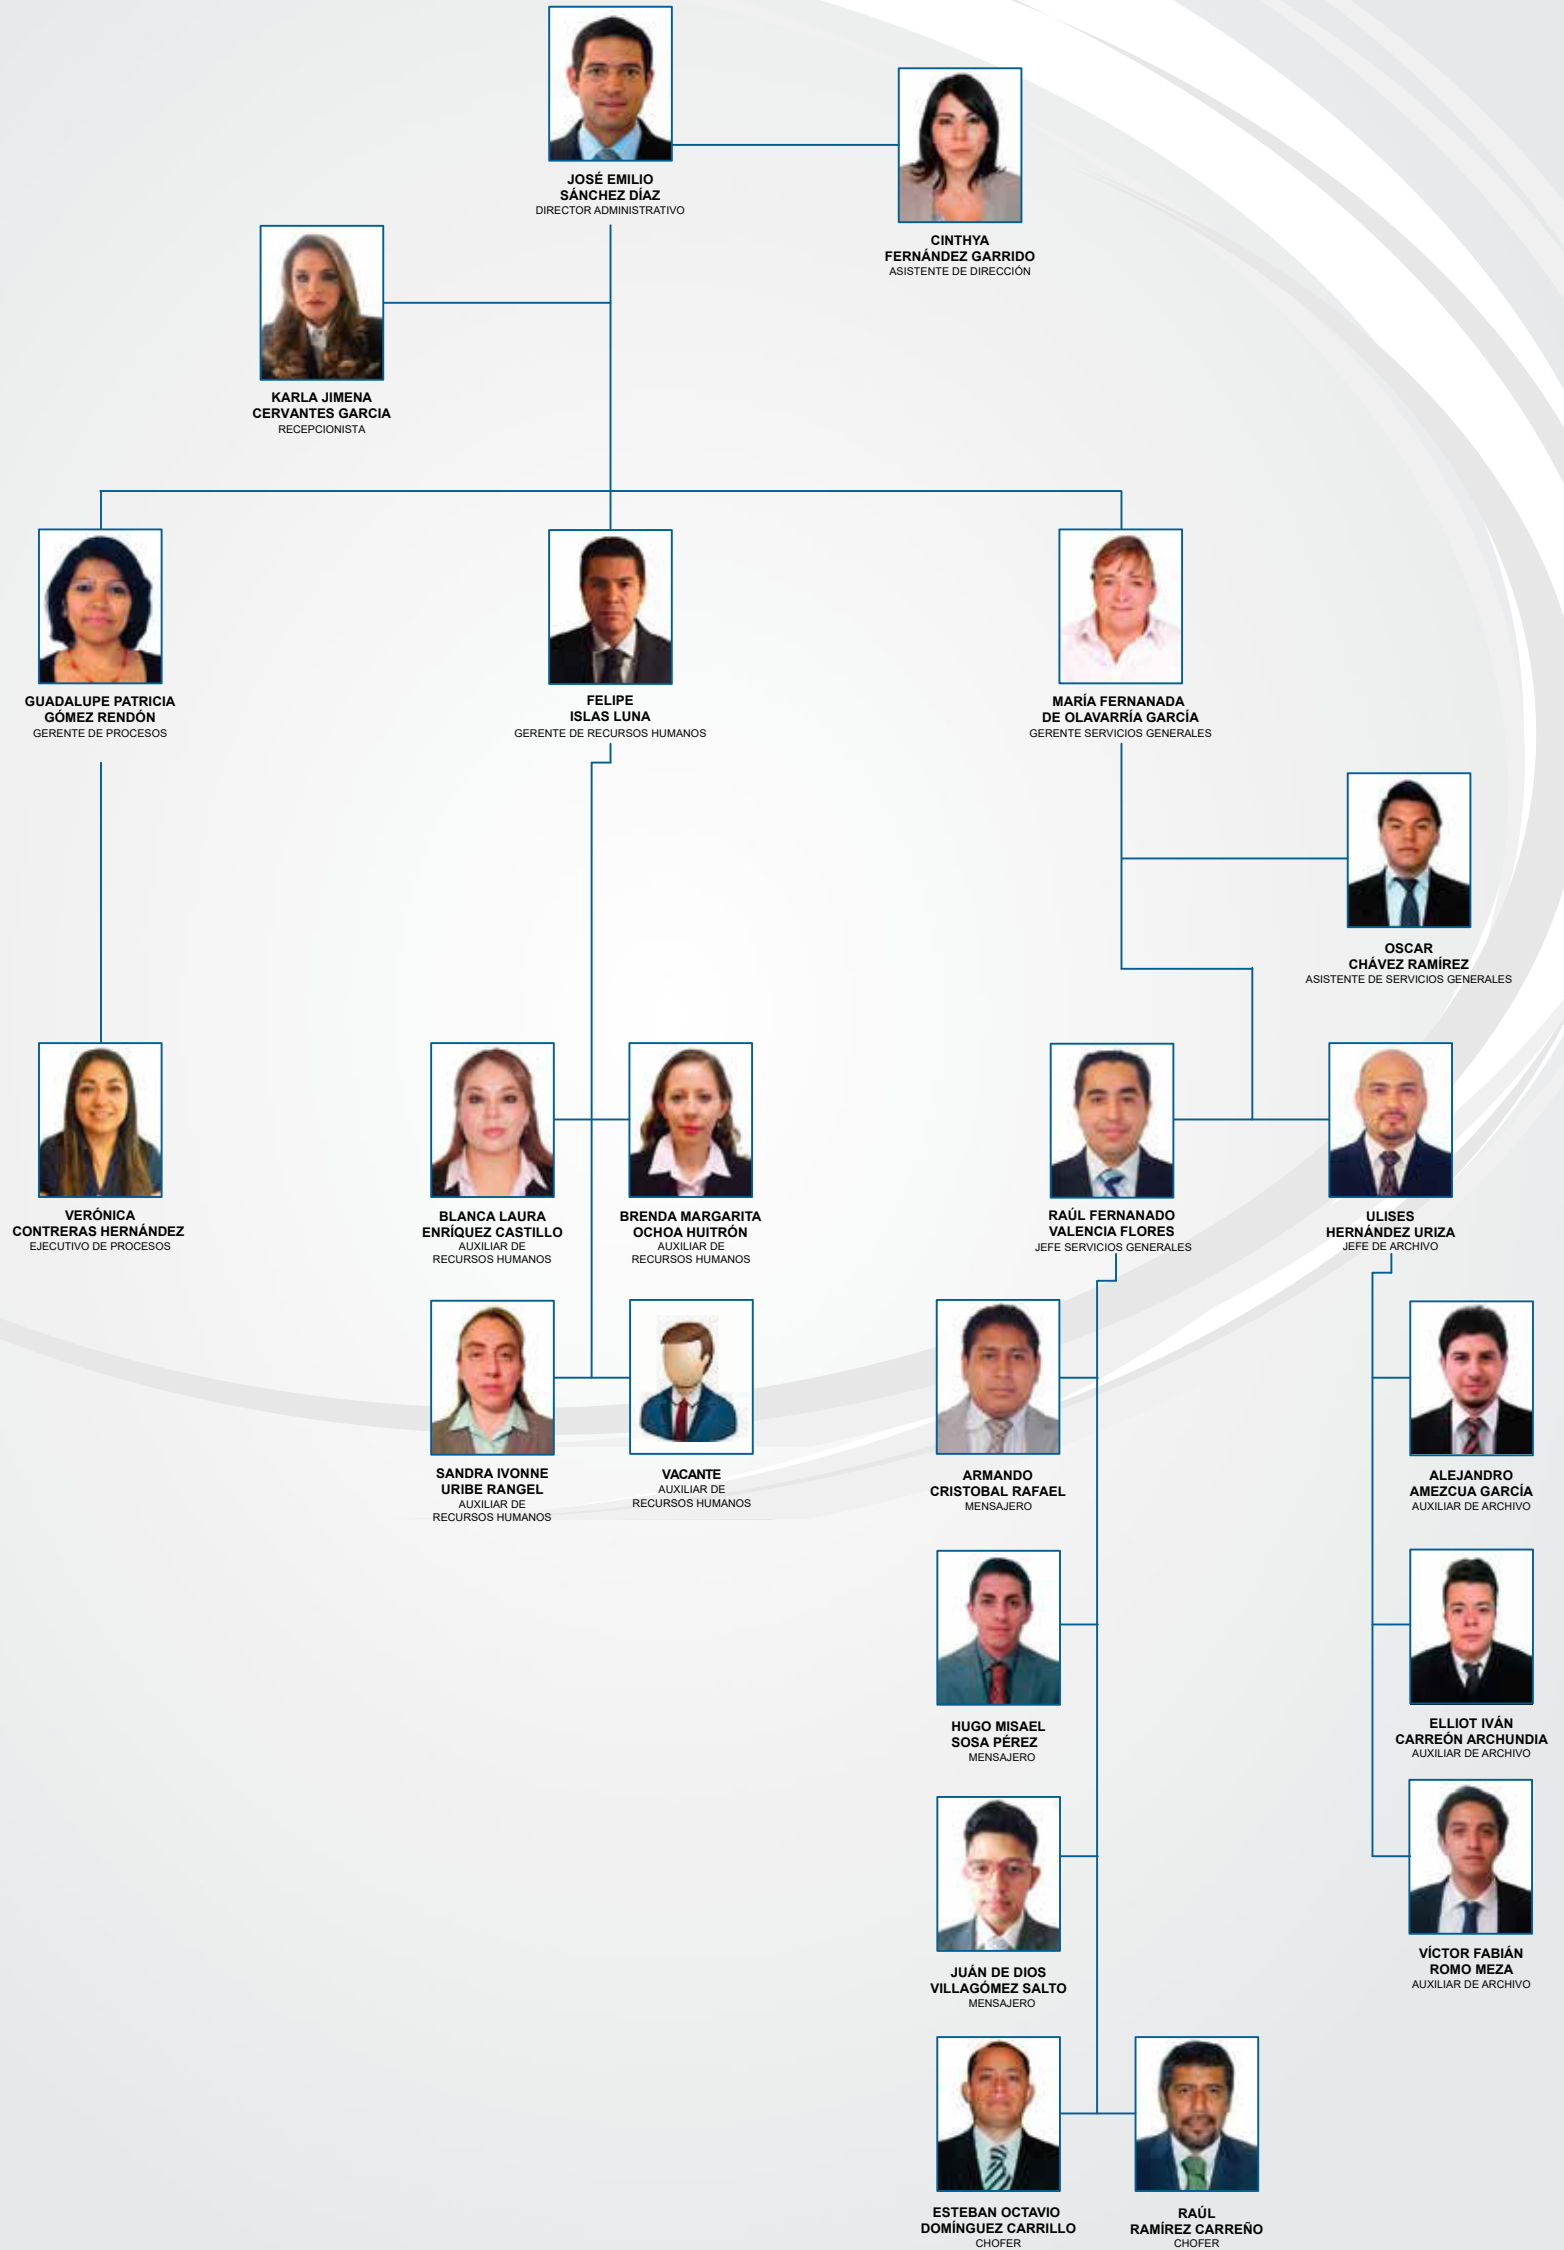 JOSÉ EMILIO
SÁNCHEZ DÍAZ
DIRECTOR ADMINISTRATIVO
CINTHYA
FERNÁNDEZ GARRIDO
ASISTENTE DE DIRECCIÓN
KARLA JIMENA
CERVANTES GARCIA
RECEPCIONISTA
GUADALUPE PATRICIA
GÓMEZ RENDÓN
GERENTE DE PROCESOS
FELIPE
ISLAS LUNA
GERENTE DE RECURSOS HUMANOS
MARÍA FERNANADA
DE OLAVARRÍA GARCÍA
GERENTE SERVICIOS GENERALES
OSCAR
CHÁVEZ RAMÍREZ
ASISTENTE DE SERVICIOS GENERALES
VERÓNICA
CONTRERAS HERNÁNDEZ
EJECUTIVO DE PROCESOS
BLANCA LAURA
ENRÍQUEZ CASTILLO
AUXILIAR DE
RECURSOS HUMANOS
BRENDA MARGARITA
OCHOA HUITRÓN
AUXILIAR DE
RECURSOS HUMANOS
RAÚL FERNANADO
VALENCIA FLORES
JEFE SERVICIOS GENERALES
ULISES
HERNÁNDEZ URIZA
JEFE DE ARCHIVO
SANDRA IVONNE
URIBE RANGEL
AUXILIAR DE
RECURSOS HUMANOS
VACANTE
AUXILIAR DE
RECURSOS HUMANOS
ARMANDO
CRISTOBAL RAFAEL
MENSAJERO
ALEJANDRO
AMEZCUA GARCÍA
AUXILIAR DE ARCHIVO
HUGO MISAEL
SOSA PÉREZ
MENSAJERO
ELLIOT IVÁN
CARREÓN ARCHUNDIA
AUXILIAR DE ARCHIVO
JUÁN DE DIOS
VILLAGÓMEZ SALTO
MENSAJERO
VÍCTOR FABIÁN
ROMO MEZA
AUXILIAR DE ARCHIVO
ESTEBAN OCTAVIO
DOMÍNGUEZ CARRILLO
CHOFER
RAÚL
RAMÍREZ CARREÑO
CHOFER